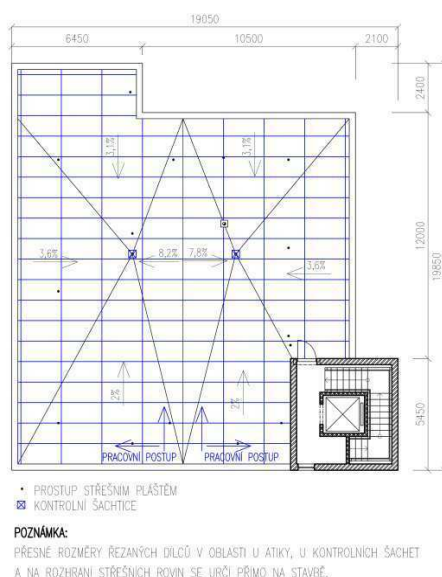 19050
6450
10500
2100
2400
3,1%
3,1%
12000
19850
3,6%
8,2%
7,8%
3,6%
2%
2%
5450
PRACOVNÍ POSTUP
PRACOVNÍ POSTUP
PROSTUP STŘEŠNIM PLÁŠTĚM
KONTROLNÍ ŠACHTICE
POZNÁMKA:
PŘESNÉ ROZMĚRY ŘEZANÝCH DÍLCŮ V OBLASTI U ATIKY, U KONTROLNÍCH ŠACHET
A NA ROZHRANÍ STŘEŠNÍCH ROVIN SE URČÍ PŘÍMO NA STAVBĚ.